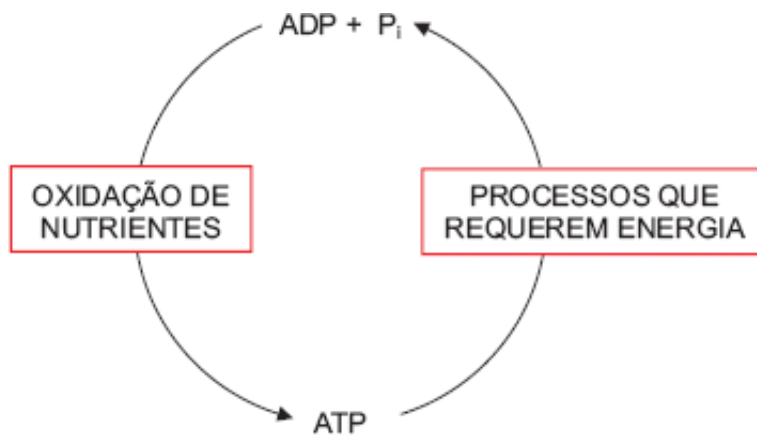 ADP + Pi
OXIDAÇÃO DE
NUTRIENTES
PROCESSOS QUE
REQUEREM ENERGIA
ATP